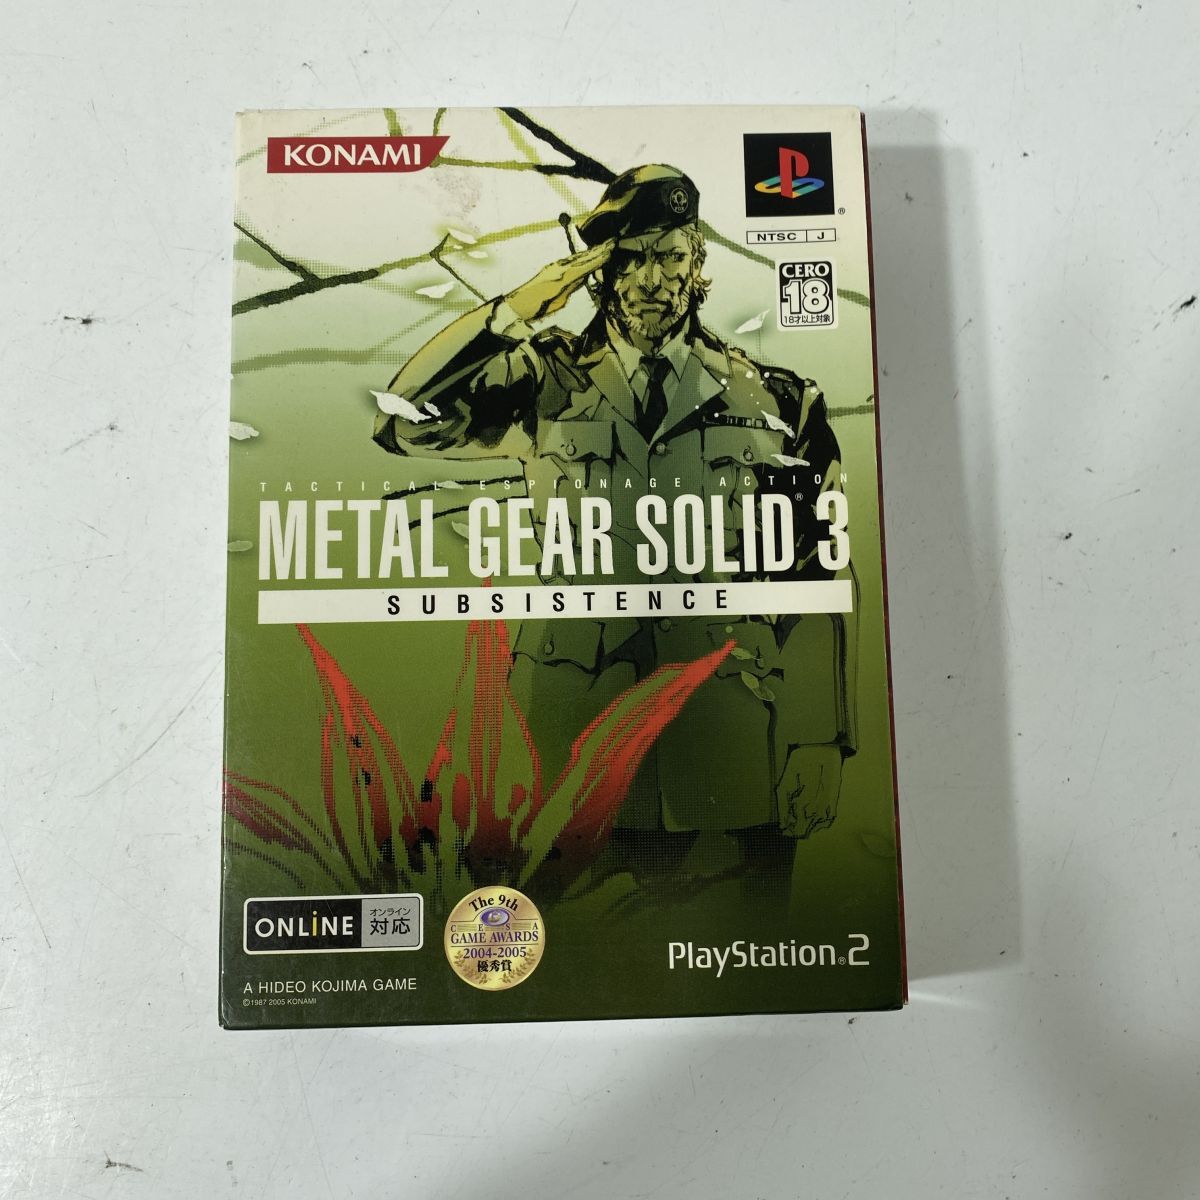 KONAMI
®
NTSC J
CERO
18
18才以上対象
FOX
TACTICAL ESPIONAGE ACTION
METAL GEAR SOLID® 3
SUBSISTENCE
ONLiNE オンライン対応
The 9th
CESA
GAME AWARDS
2004-2005
優秀賞
PlayStation®2
A HIDEO KOJIMA GAME
©1987 2005 KONAMI